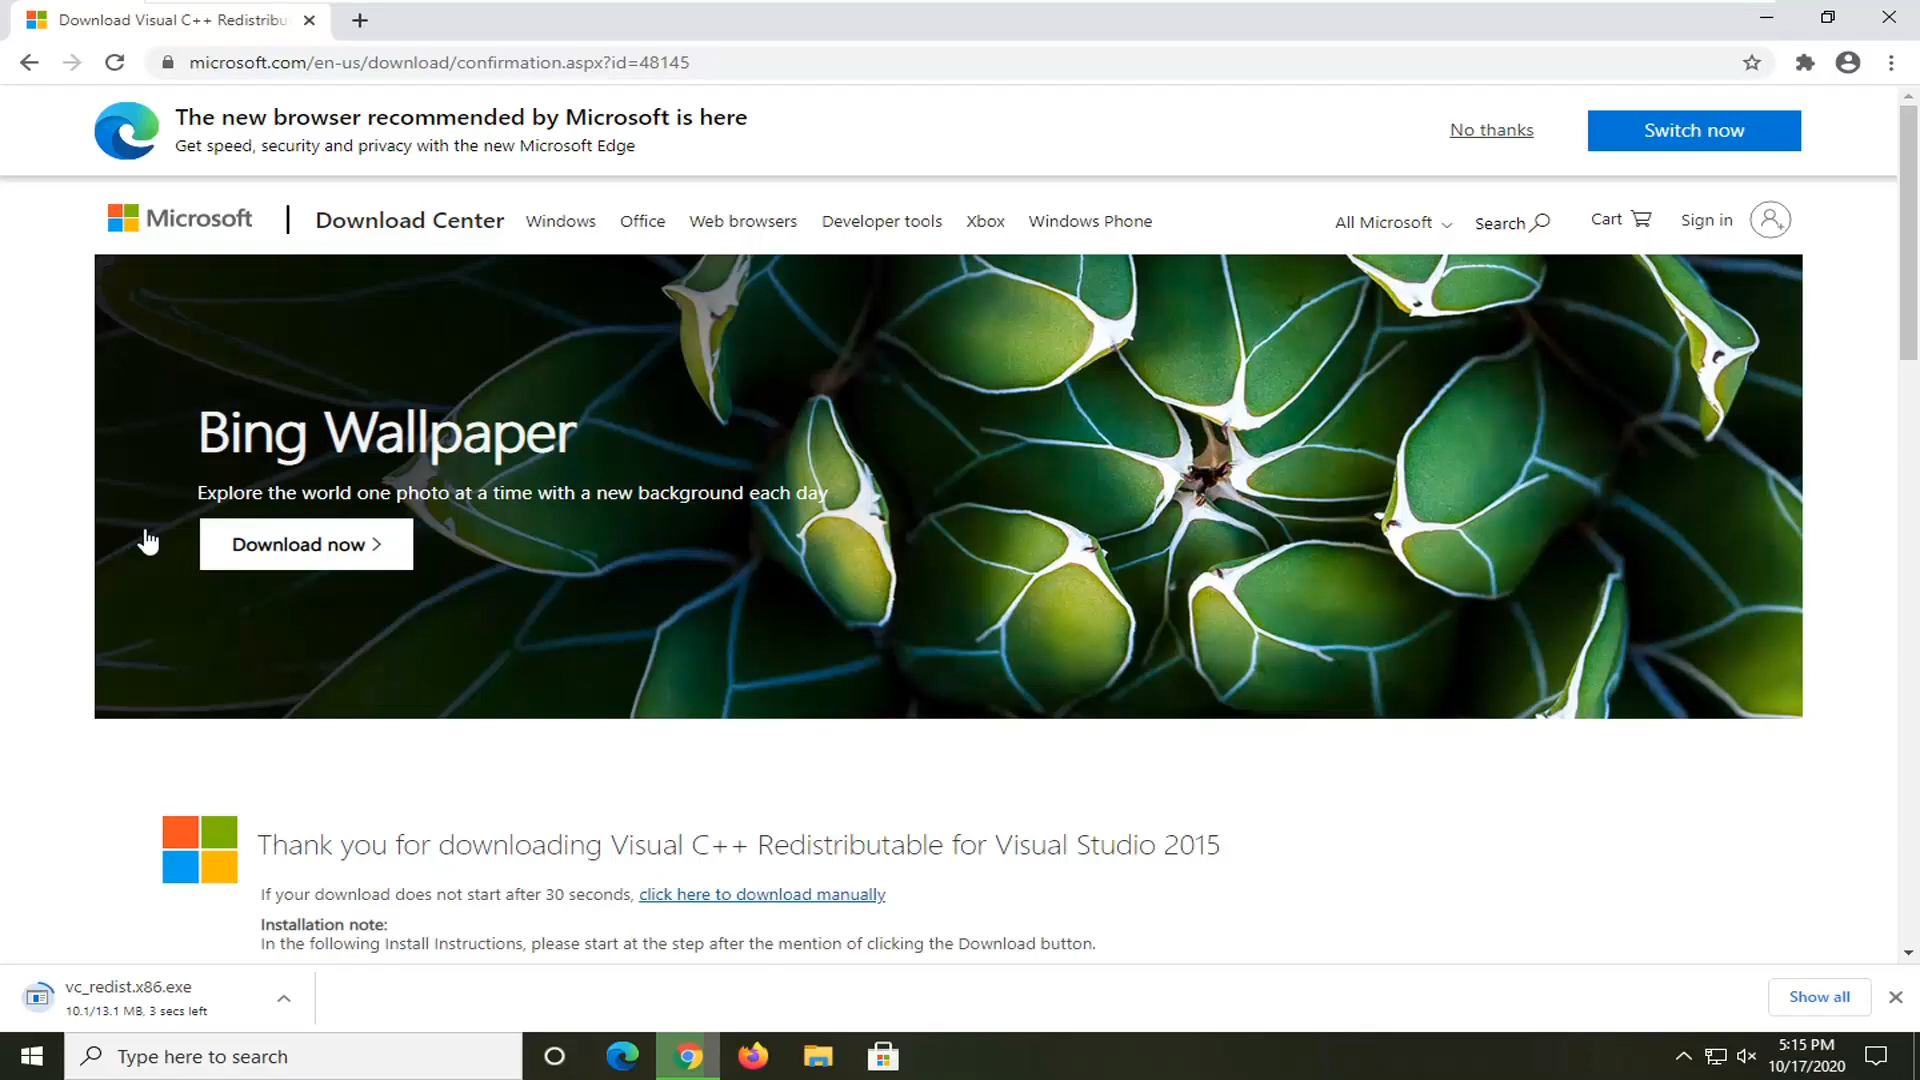 Download Visual C++ Redistribu
microsoft.com/en-us/download/confirmation.aspx?id=48145
The new browser recommended by Microsoft is here
Get speed, security and privacy with the new Microsoft Edge
No thanks
Switch now
Microsoft
Download Center
Windows
Office
Web browsers
Developer tools
Xbox
Windows Phone
All Microsoft
Search
Cart
Sign in
Bing Wallpaper
Explore the world one photo at a time with a new background each day
Download now >
Thank you for downloading Visual C++ Redistributable for Visual Studio 2015
If your download does not start after 30 seconds, click here to download manually
Installation note:
In the following Install Instructions, please start at the step after the mention of clicking the Download button.
vc_redist.x86.exe
10.1/13.1 MB, 3 secs left
Show all
Type here to search
5:15 PM
10/17/2020